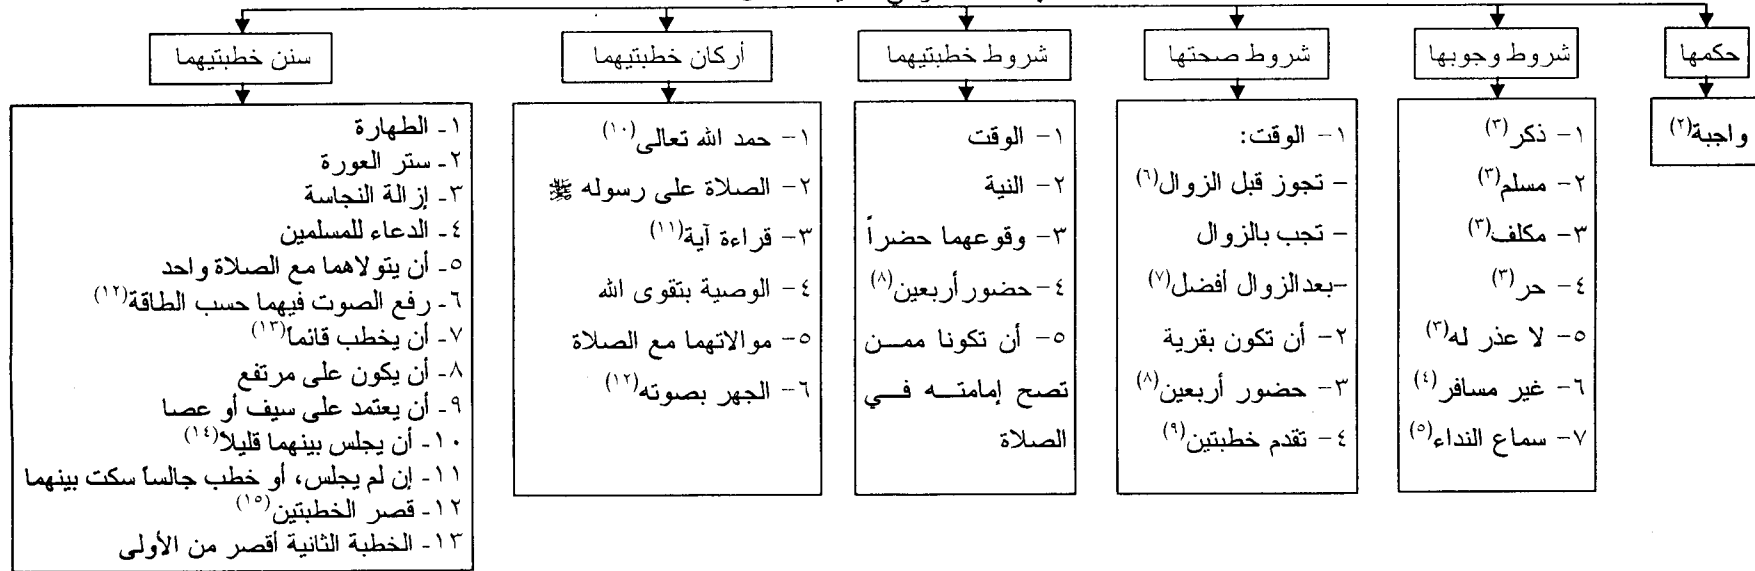 حكمها
واجبة(٢)
شروط وجوبها
١- ذكر(٣)
٢- مسلم(٣)
٣- مكلف(٣)
٤- حر(٣)
٥- لا عذر له(٣)
٦- غير مسافر(٤)
٧- سماع النداء(٥)
شروط صحتها
١- الوقت:
- تجوز قبل الزوال(٦)
- تجب بالزوال
-بعدالزوال أفضل(٧)
٢- أن تكون بقرية
٣- حضور أربعين(٨)
٤- تقدم خطبتين(٩)
شروط خطبتيهما
١- الوقت
٢- النية
٣- وقوعهما حضراً
٤-حضور أربعين(٨)
٥- أن تكونا ممـــن
تصح إمامتـــه فـــي
الصلاة
أركان خطبتيهما
١- حمد الله تعالى(١٠)
٢- الصلاة على رسوله ﷺ
٣- قراءة آية(١١)
٤- الوصية بتقوى الله
٥- موالاتهما مع الصلاة
٦- الجهر بصوته(١٢)
سنن خطبتيهما
١- الطهارة
٢- ستر العورة
٣- إزالة النجاسة
٤- الدعاء للمسلمين
٥- أن يتولاهما مع الصلاة واحد
٦- رفع الصوت فيهما حسب الطاقة(١٢)
٧- أن يخطب قائماً(١٣)
٨- أن يكون على مرتفع
٩- أن يعتمد على سيف أو عصا
١٠- أن يجلس بينهما قليلاً(١٤)
١١- إن لم يجلس، أو خطب جالساً سكت بينهما
١٢- قصر الخطبتين(١٥)
١٣- الخطبة الثانية أقصر من الأولى